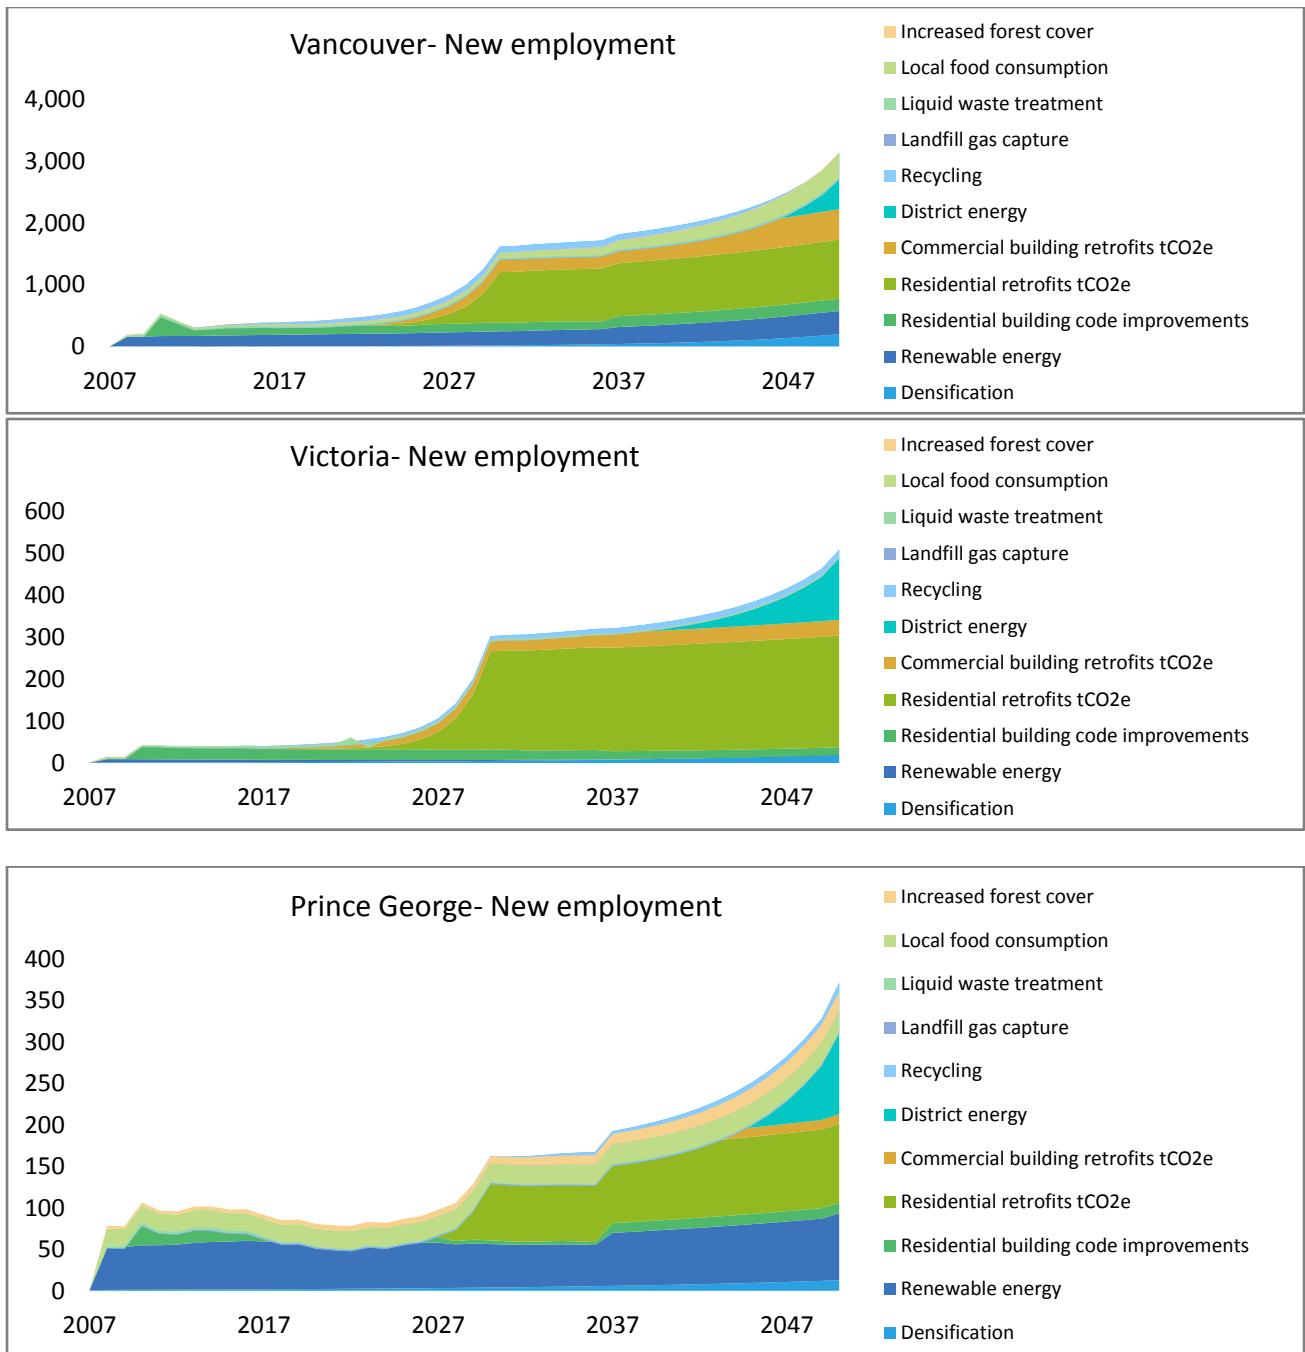 Vancouver- New employment
4,000
3,000
2,000
1,000
0
2007 2017 2027 2037 2047
Increased forest cover
Local food consumption
Liquid waste treatment
Landfill gas capture
Recycling
District energy
Commercial building retrofits tCO2e
Residential retrofits tCO2e
Residential building code improvements
Renewable energy
Densification
Victoria- New employment
600
500
400
300
200
100
0
2007 2017 2027 2037 2047
Increased forest cover
Local food consumption
Liquid waste treatment
Landfill gas capture
Recycling
District energy
Commercial building retrofits tCO2e
Residential retrofits tCO2e
Residential building code improvements
Renewable energy
Densification
Prince George- New employment
400
350
300
250
200
150
100
50
0
2007 2017 2027 2037 2047
Increased forest cover
Local food consumption
Liquid waste treatment
Landfill gas capture
Recycling
District energy
Commercial building retrofits tCO2e
Residential retrofits tCO2e
Residential building code improvements
Renewable energy
Densification